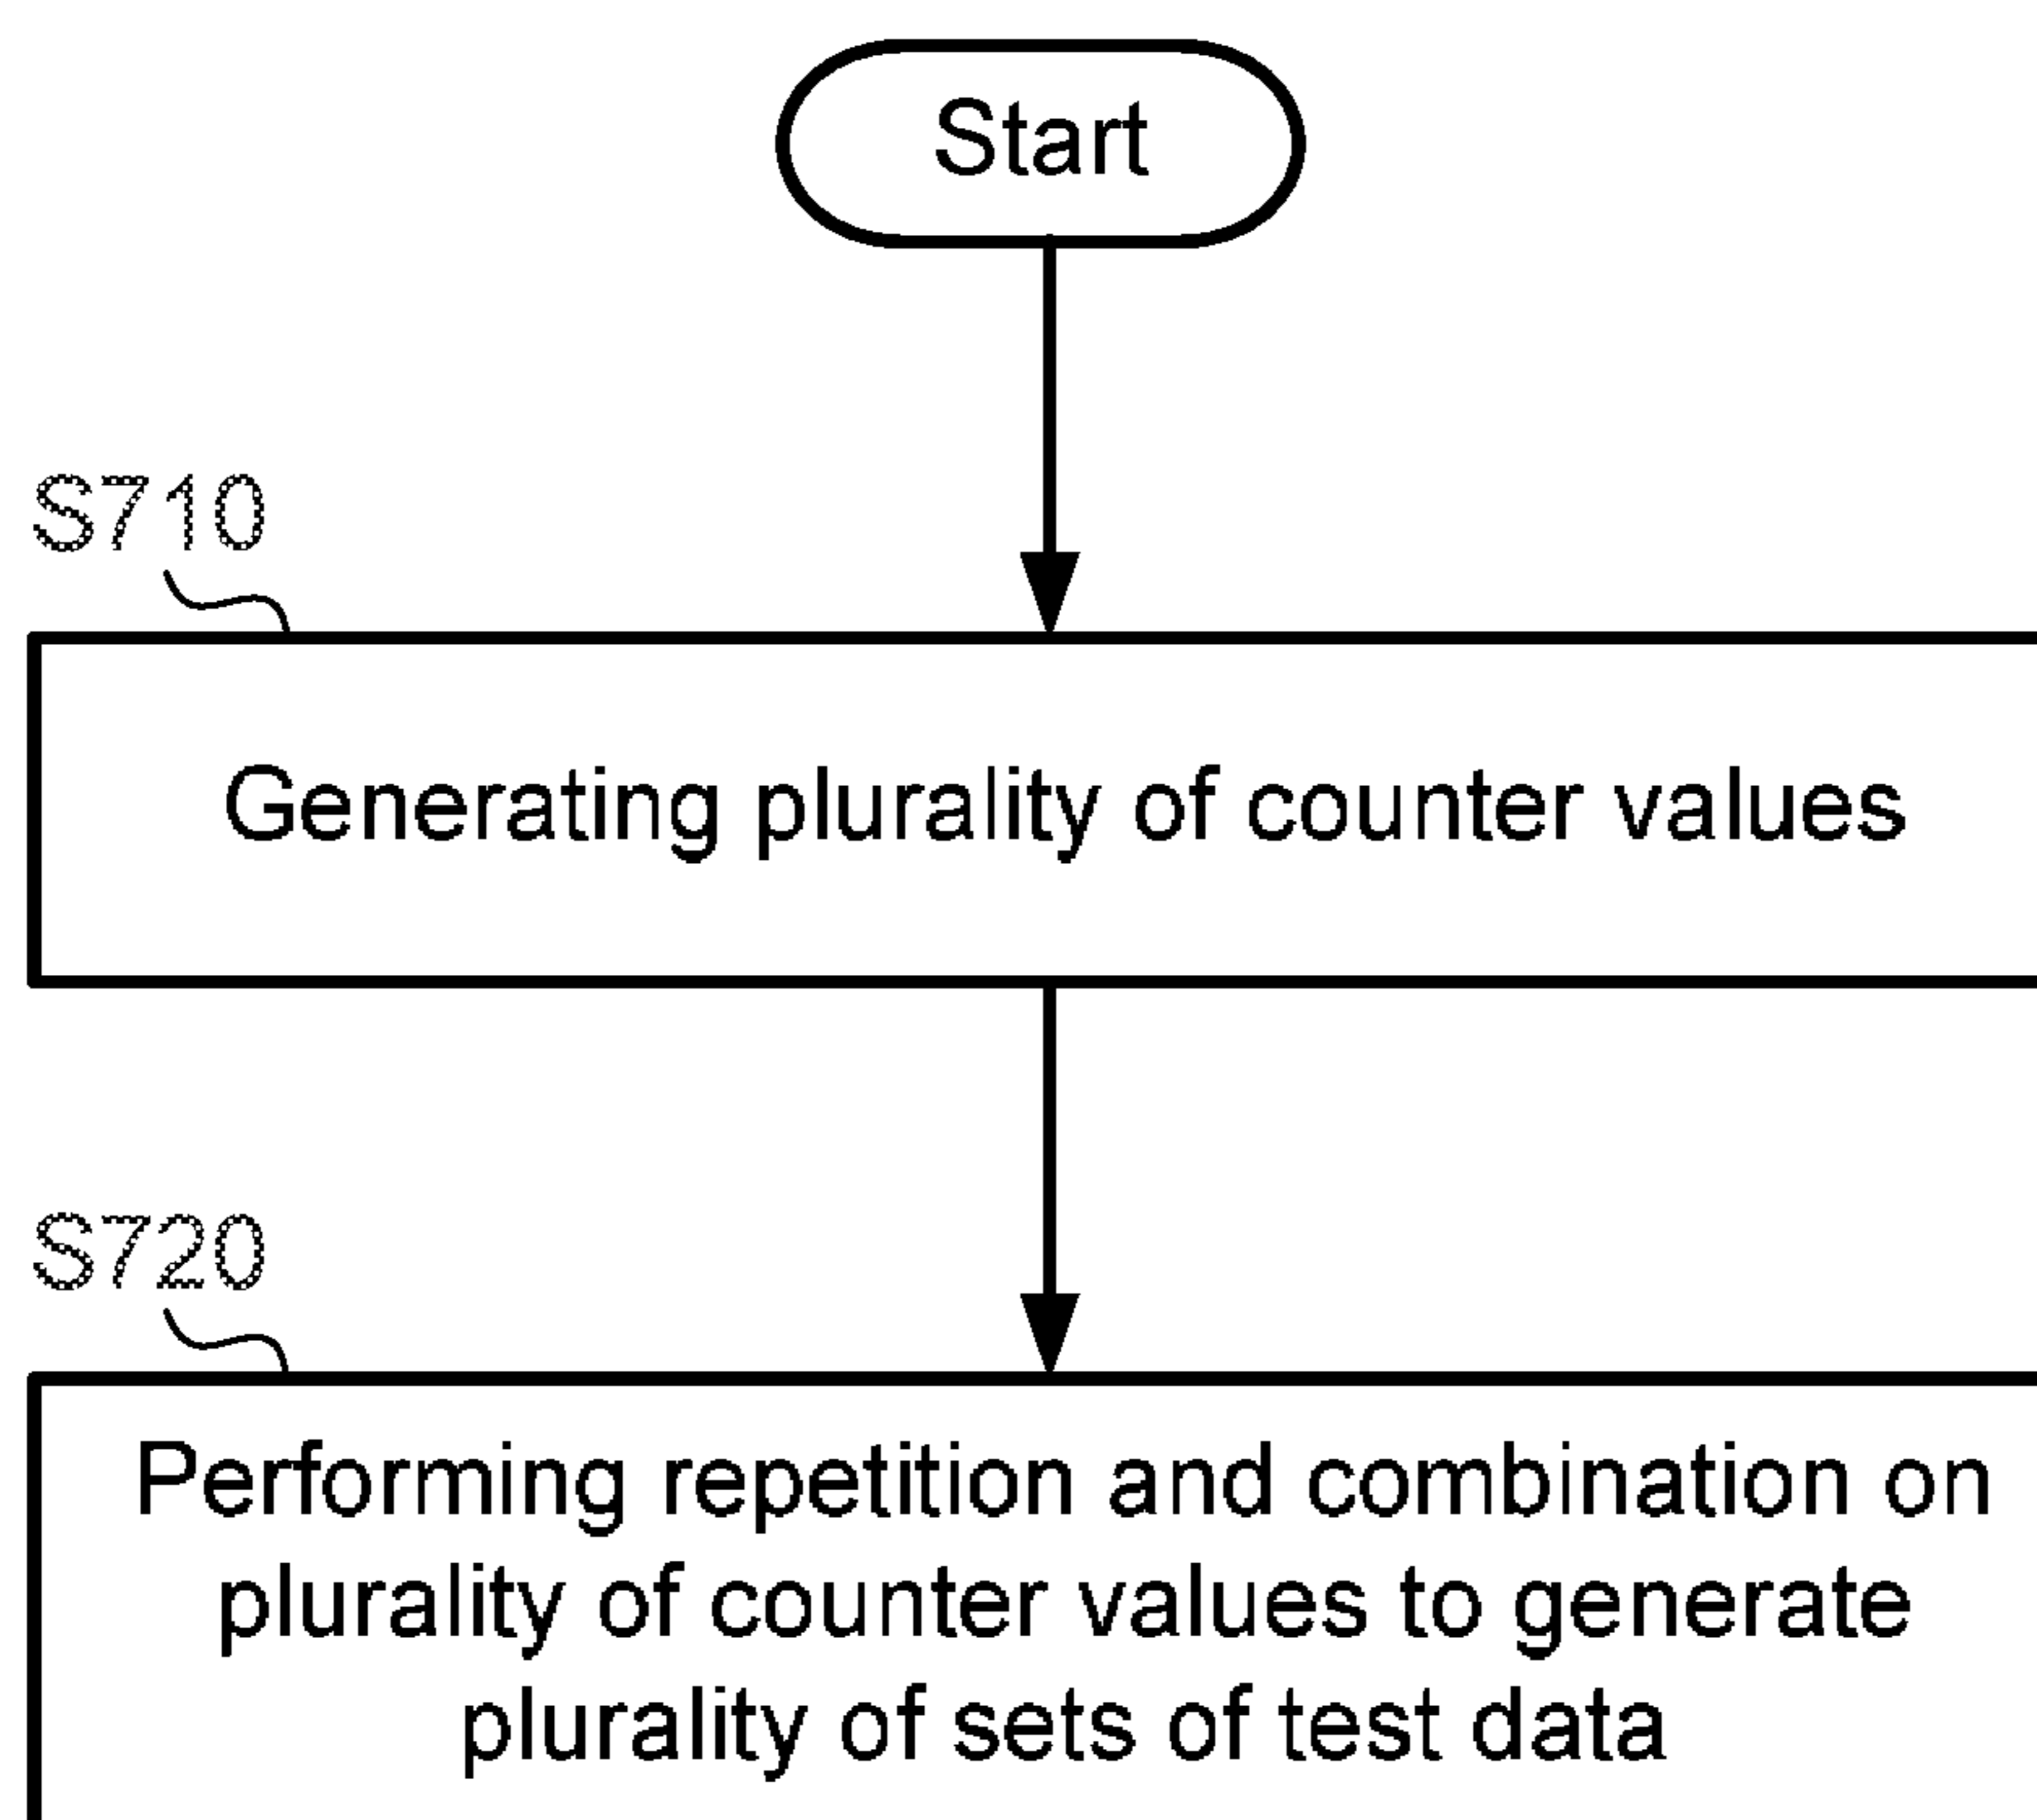 Start
S710
Generating plurality of counter values
S720
Performing repetition and combination on
plurality of counter values to generate
plurality of sets of test data